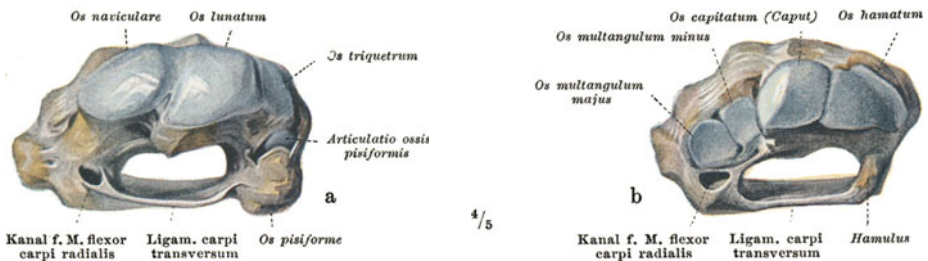 Os naviculare
Os lunatum
Os triquetrum
Articulatio ossis
pisiformis
a
Kanal f. M. flexor
carpi radialis
Ligam. carpi
transversum
Os pisiforme
4/5
Os capitatum (Caput)
Os hamatum
Os multangulum minus
Os multangulum
majus
b
Kanal f. M. flexor
carpi radialis
Ligam. carpi
transversum
Hamulus